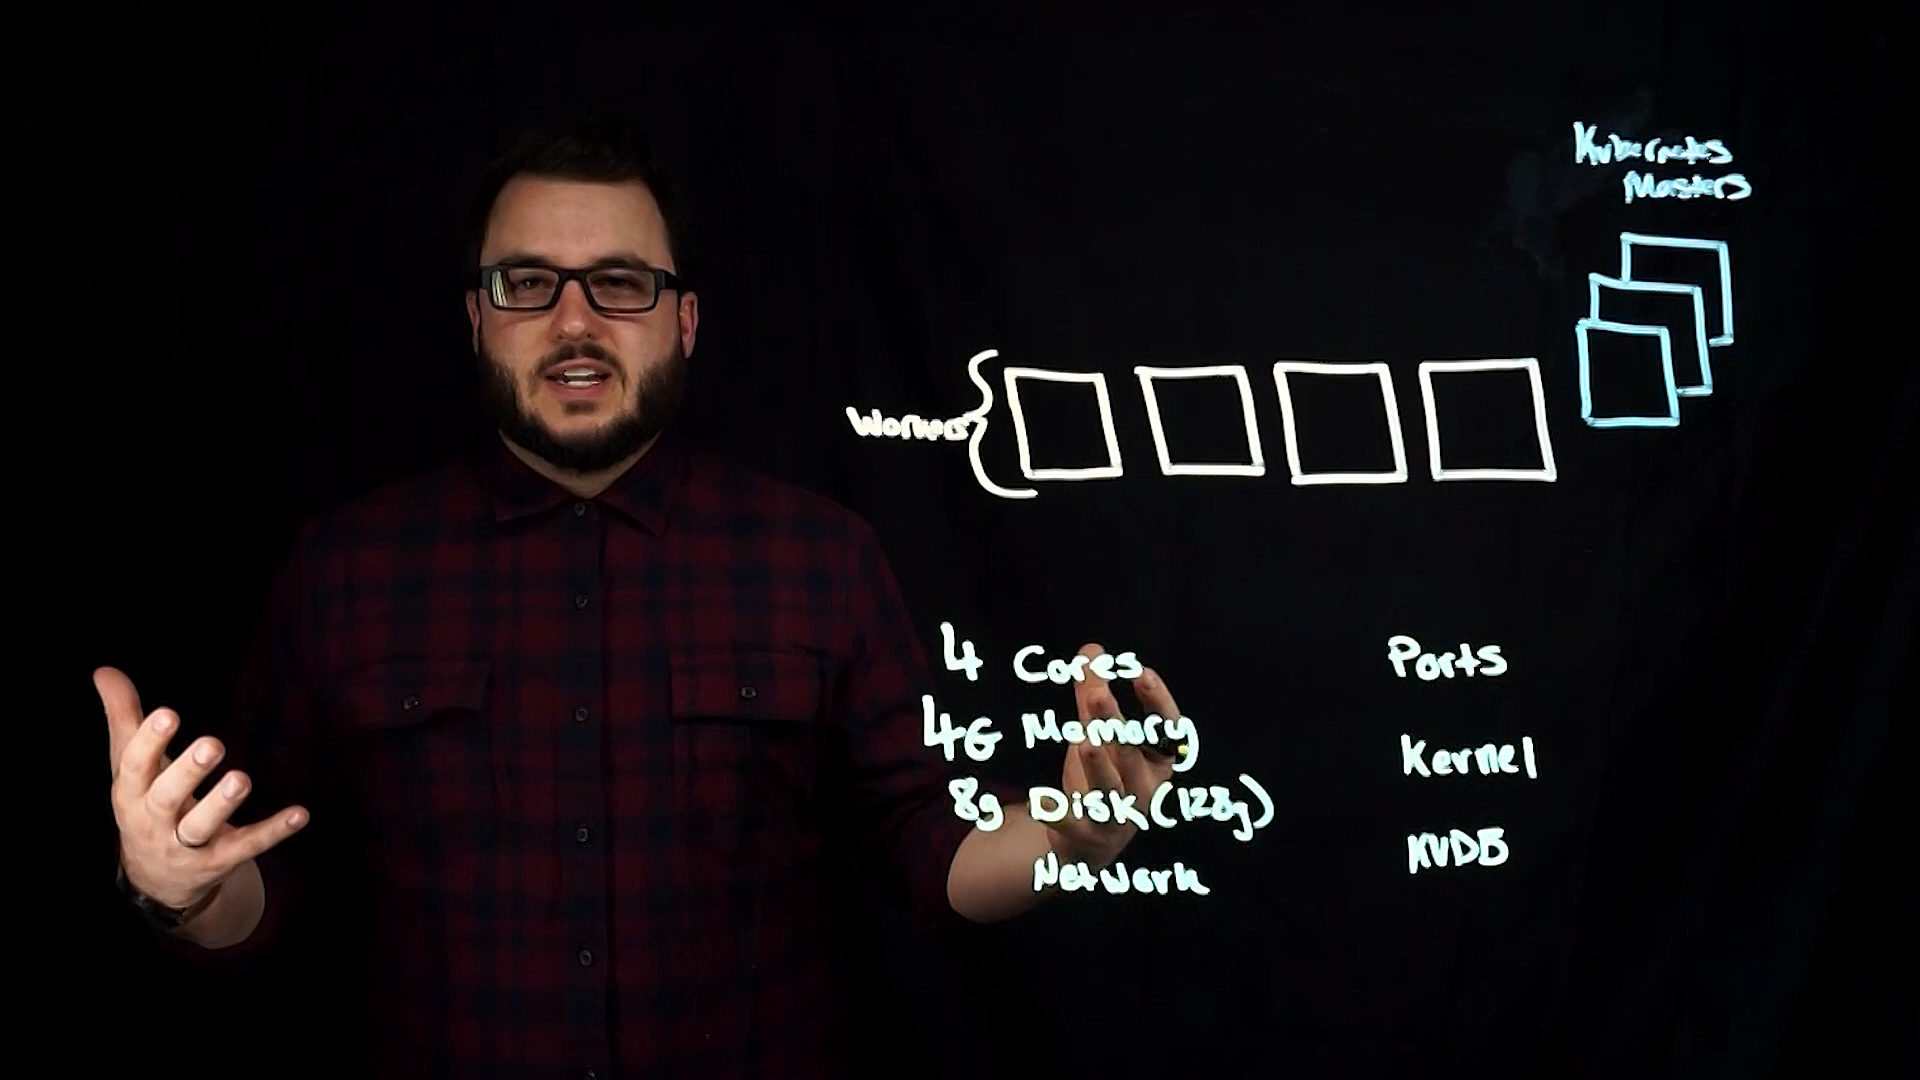 Kubernetes
Masters
Workers
4 Cores
4G Memory
8g Disk (128g)
Network
Ports
Kernel
KVDB